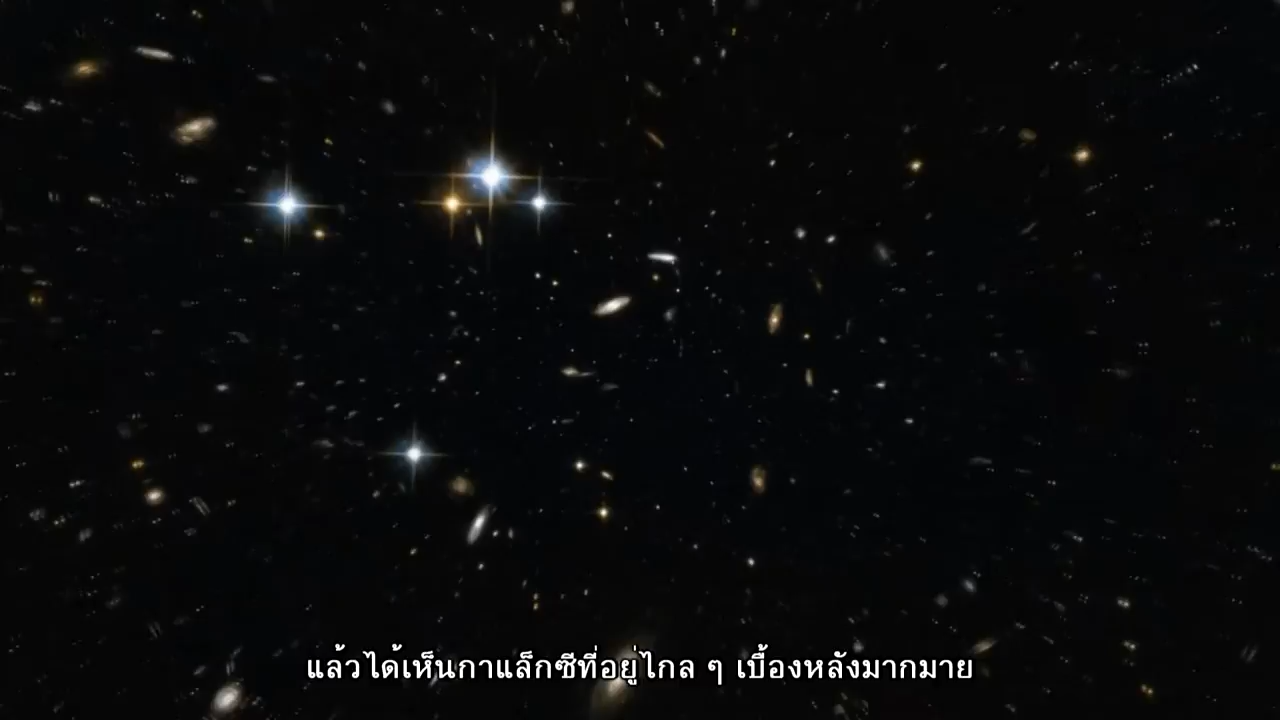 แล้วได้เห็นกาแล็กซีที่อยู่ไกล ๆ เบื้องหลังมากมาย